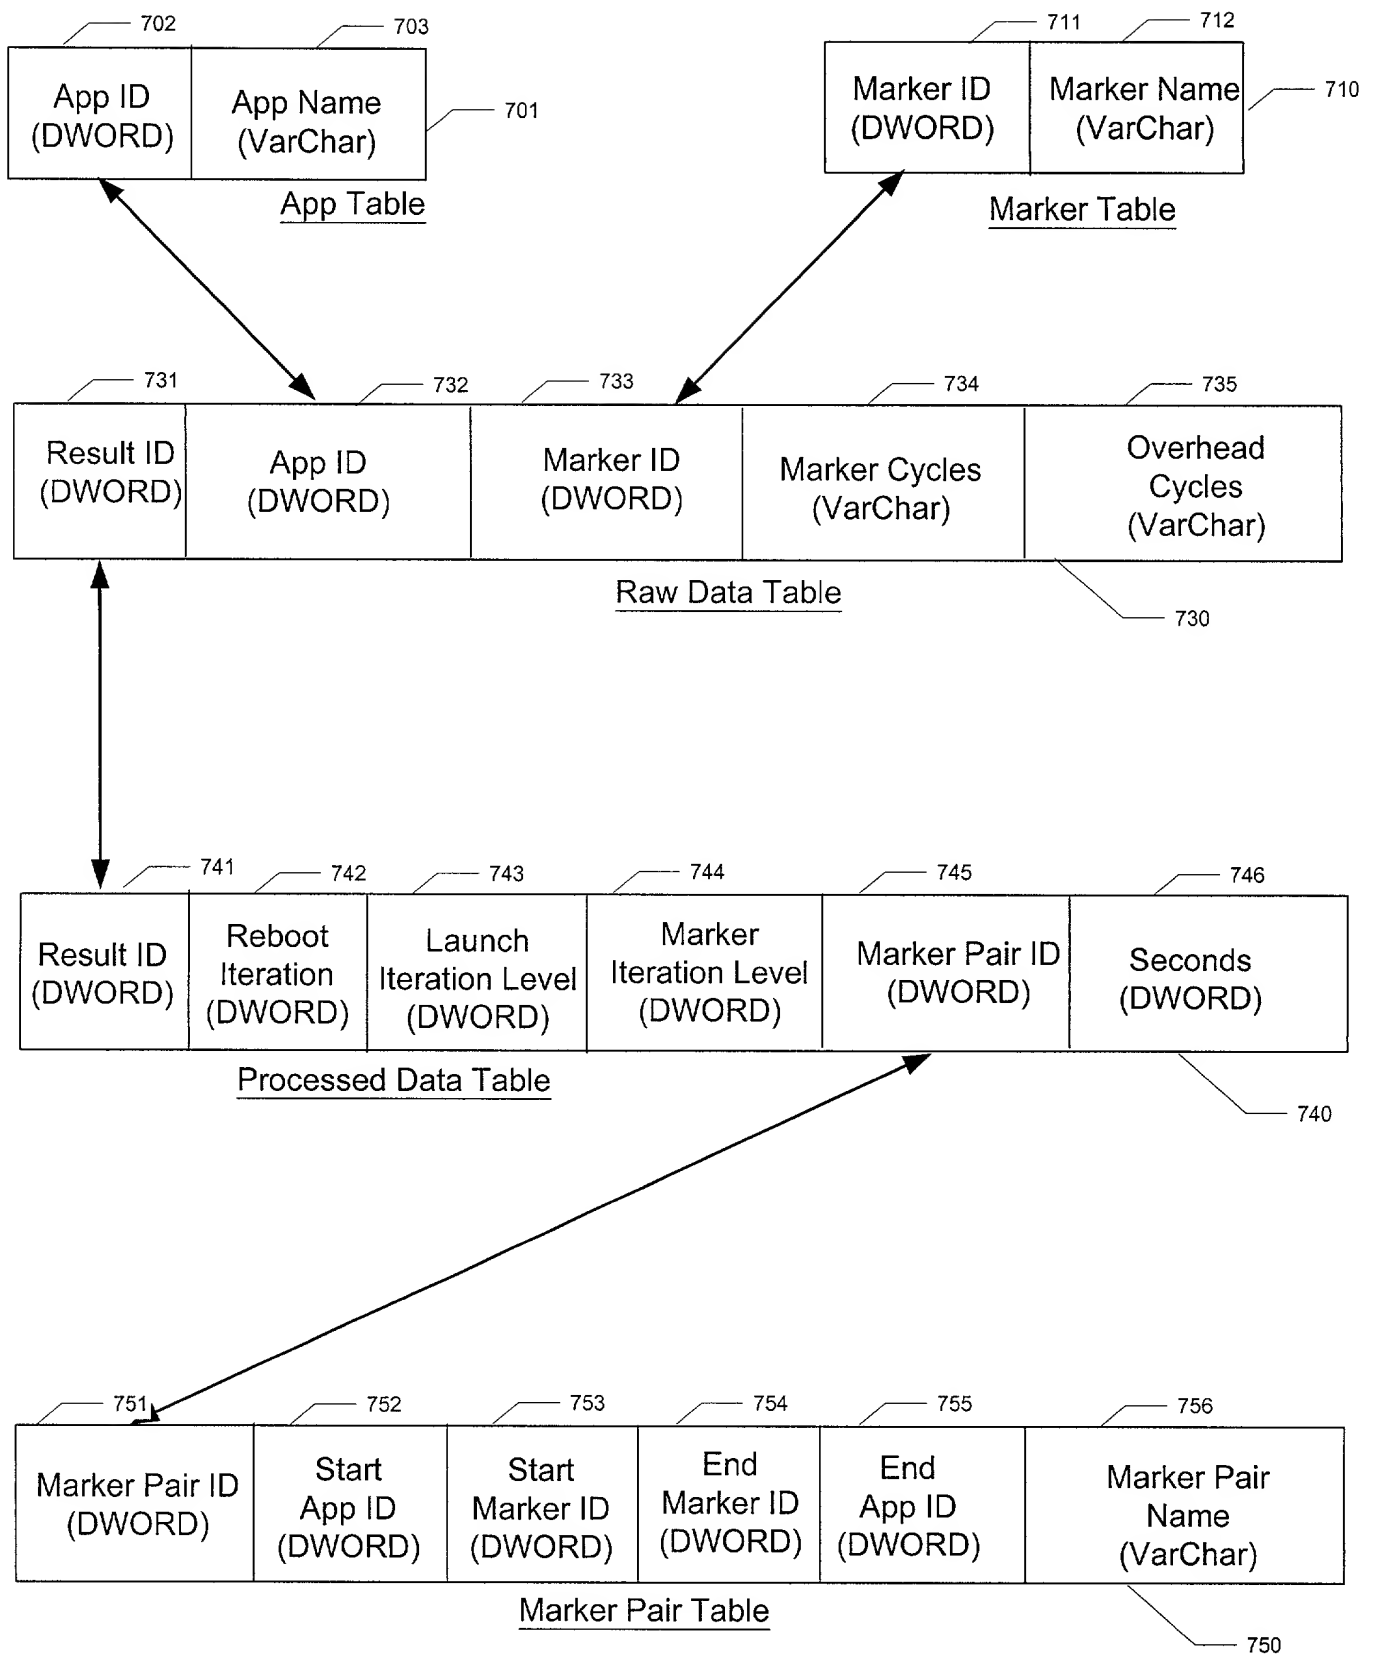 702
703
711
712
App ID
(DWORD)
App Name
(VarChar)
701
Marker ID
(DWORD)
Marker Name
(VarChar)
710
App Table
Marker Table
731
732
733
734
735
Result ID
(DWORD)
App ID
(DWORD)
Marker ID
(DWORD)
Marker Cycles
(VarChar)
Overhead
Cycles
(VarChar)
Raw Data Table
730
741
742
743
744
745
746
Result ID
(DWORD)
Reboot
Iteration
(DWORD)
Launch
Iteration Level
(DWORD)
Marker
Iteration Level
(DWORD)
Marker Pair ID
(DWORD)
Seconds
(DWORD)
Processed Data Table
740
751
752
753
754
755
756
Marker Pair ID
(DWORD)
Start
App ID
(DWORD)
Start
Marker ID
(DWORD)
End
Marker ID
(DWORD)
End
App ID
(DWORD)
Marker Pair
Name
(VarChar)
Marker Pair Table
750